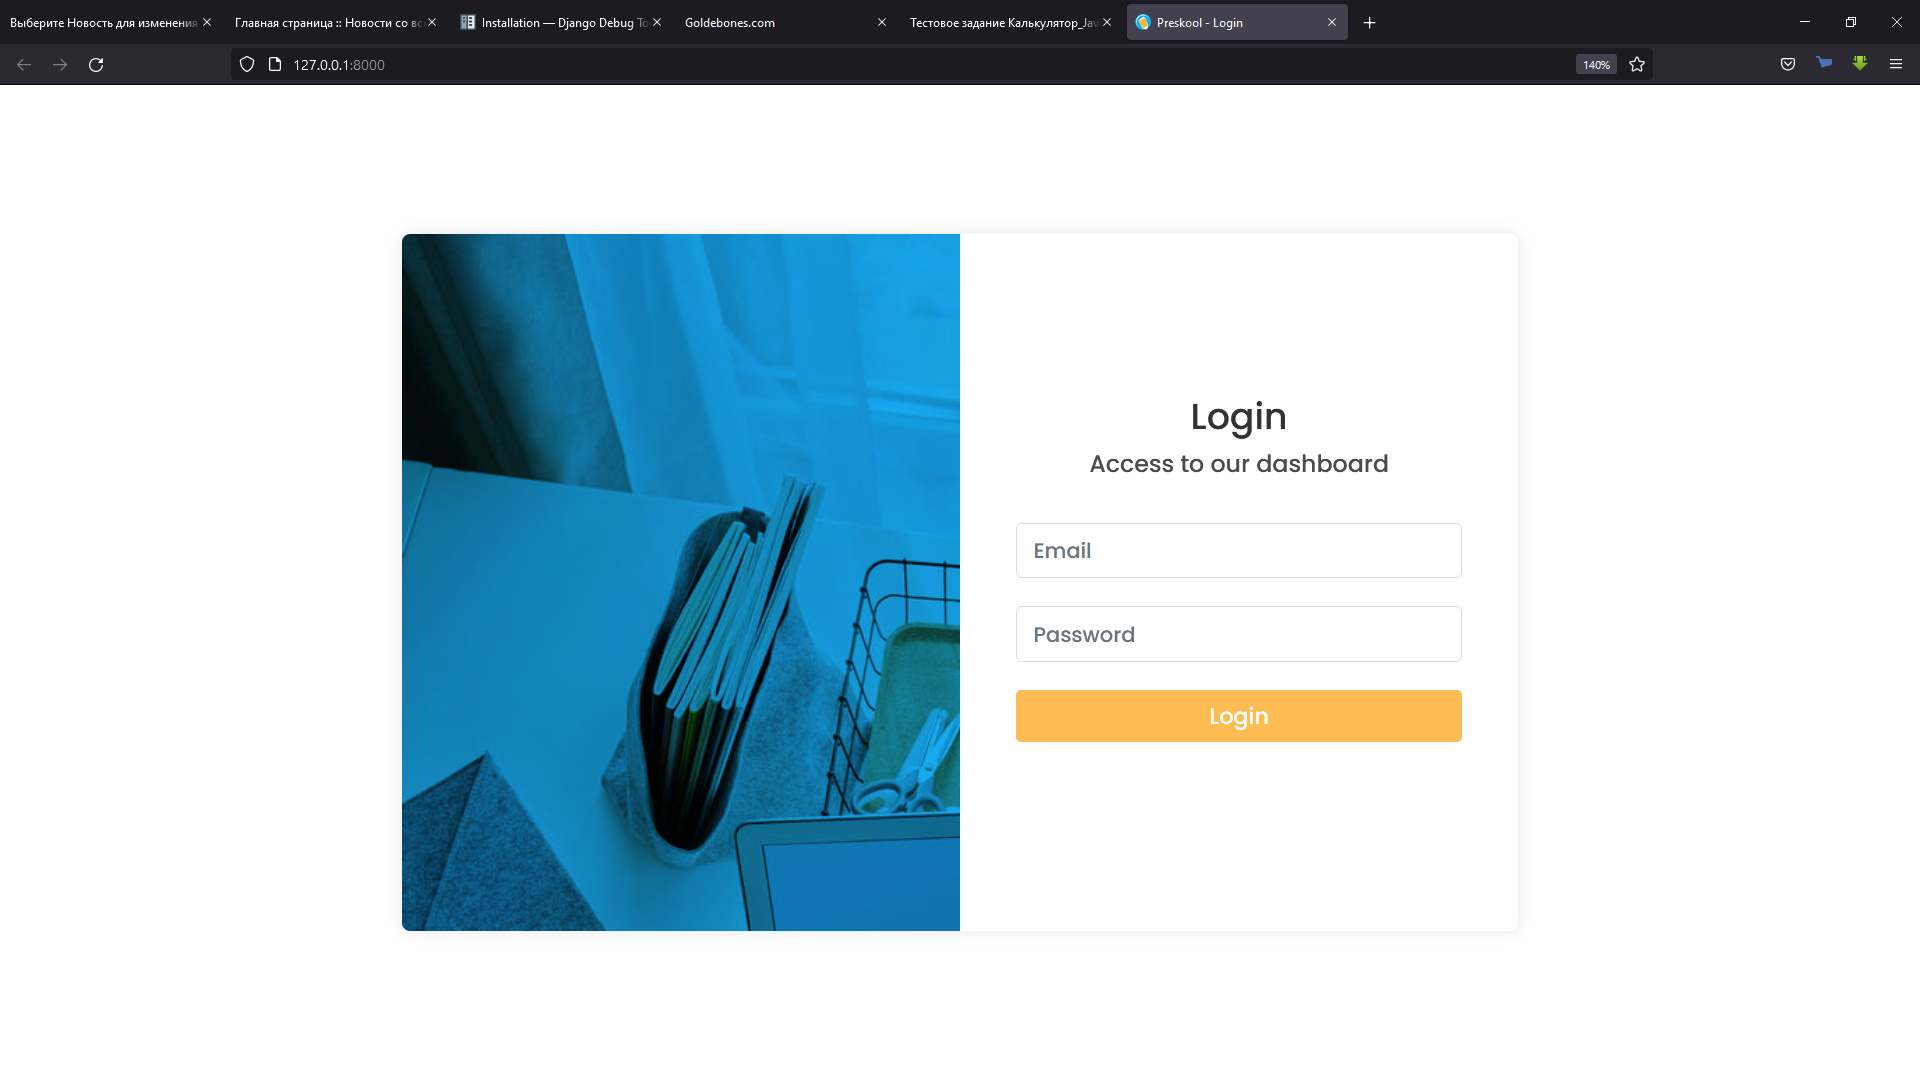 Выберите Новость для изменения
Главная страница :: Новости со вс
Installation — Django Debug To
Goldebones.com
Тестовое задание Калькулятор_Jav
Preskool - Login
127.0.0.1:8000
140%
Login
Access to our dashboard
Email
Password
Login